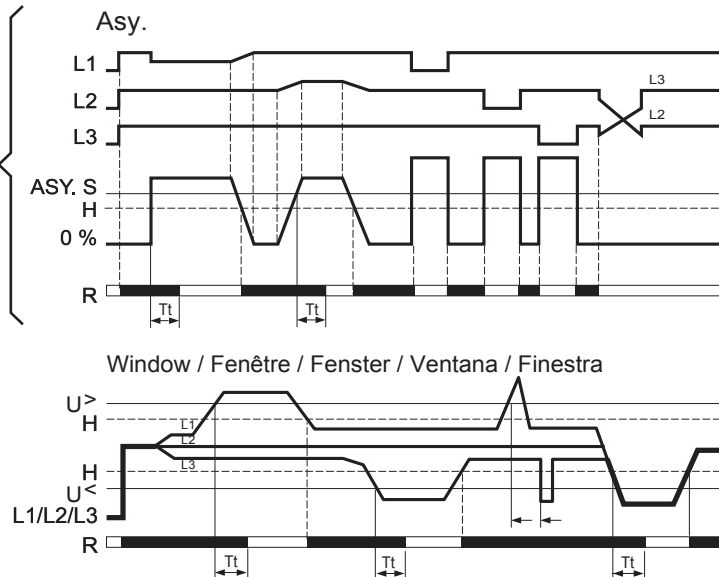 Asy.
L1
L2
L3
L3
L2
ASY. S
H
0 %
R
Tt
Tt
Window / Fenêtre / Fenster / Ventana / Finestra
U>
H
L1
L2
L3
H
U<
L1/L2/L3
R
Tt
Tt
Tt